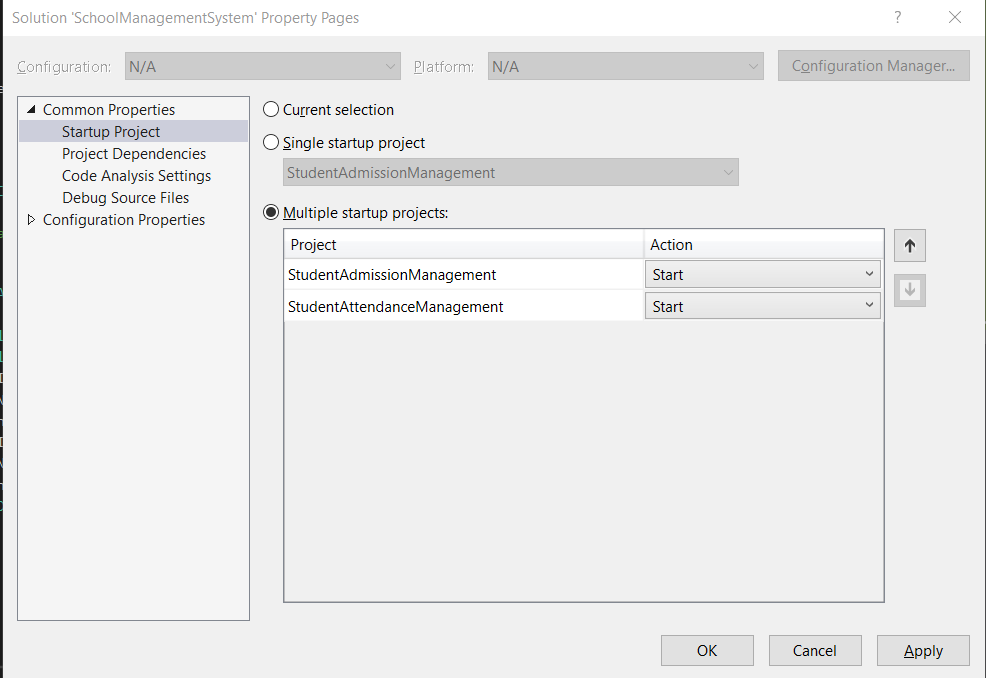 Solution 'SchoolManagementSystem' Property Pages
?
Configuration: N/A Platform: N/A Configuration Manager...
Common Properties
Startup Project
Project Dependencies
Code Analysis Settings
Debug Source Files
Configuration Properties
Current selection
Single startup project
StudentAdmissionManagement
Multiple startup projects:
Project Action
StudentAdmissionManagement Start
StudentAttendanceManagement Start
OK Cancel Apply